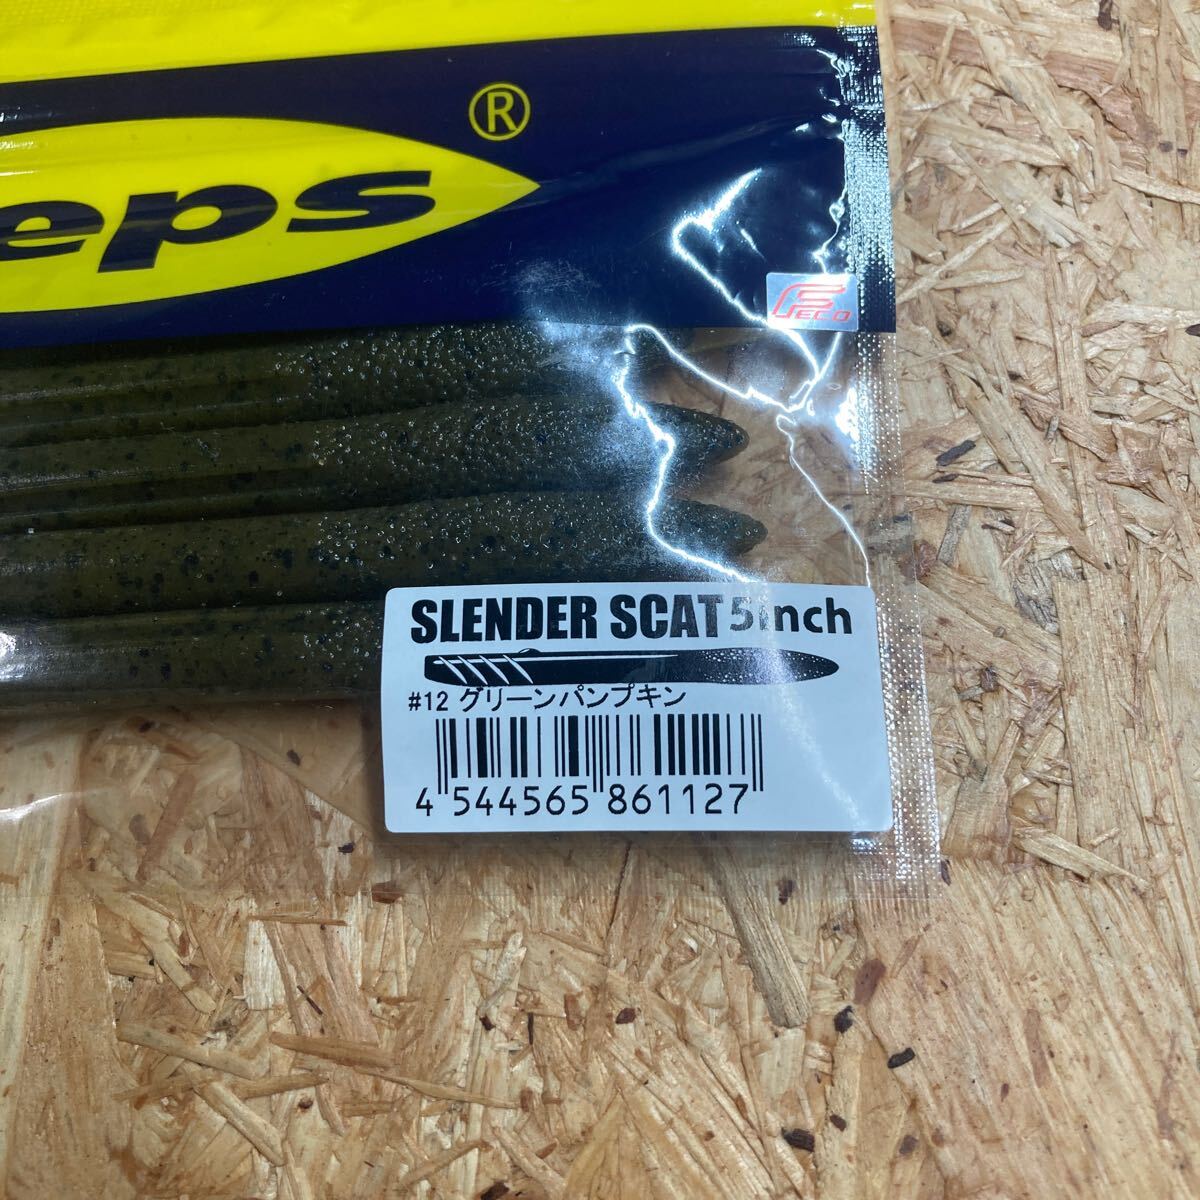 eps®
FECO
SLENDER SCAT 5inch
#12 グリーンパンプキン
4 544565 861127